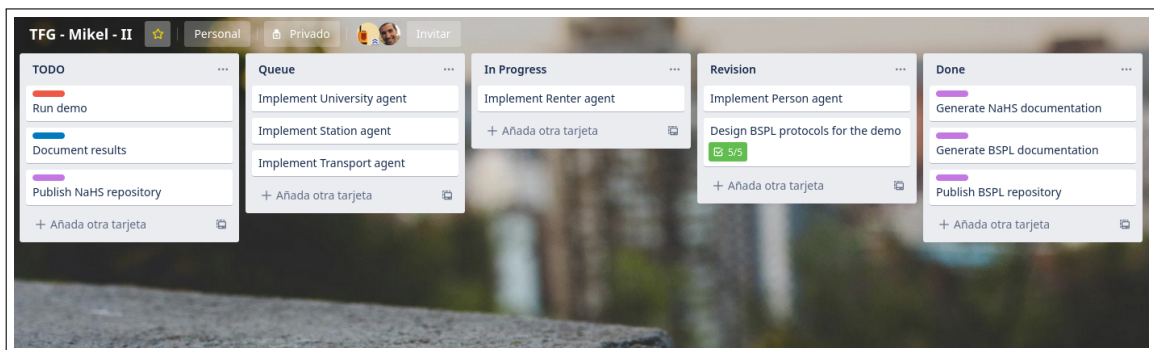 TFG - Mikel - II
Personal
Privado
Invitar
TODO
Run demo
Document results
Publish NaHS repository
+ Añada otra tarjeta
Queue
Implement University agent
Implement Station agent
Implement Transport agent
+ Añada otra tarjeta
In Progress
Implement Renter agent
+ Añada otra tarjeta
Revision
Implement Person agent
Design BSPL protocols for the demo
5/5
+ Añada otra tarjeta
Done
Generate NaHS documentation
Generate BSPL documentation
Publish BSPL repository
+ Añada otra tarjeta